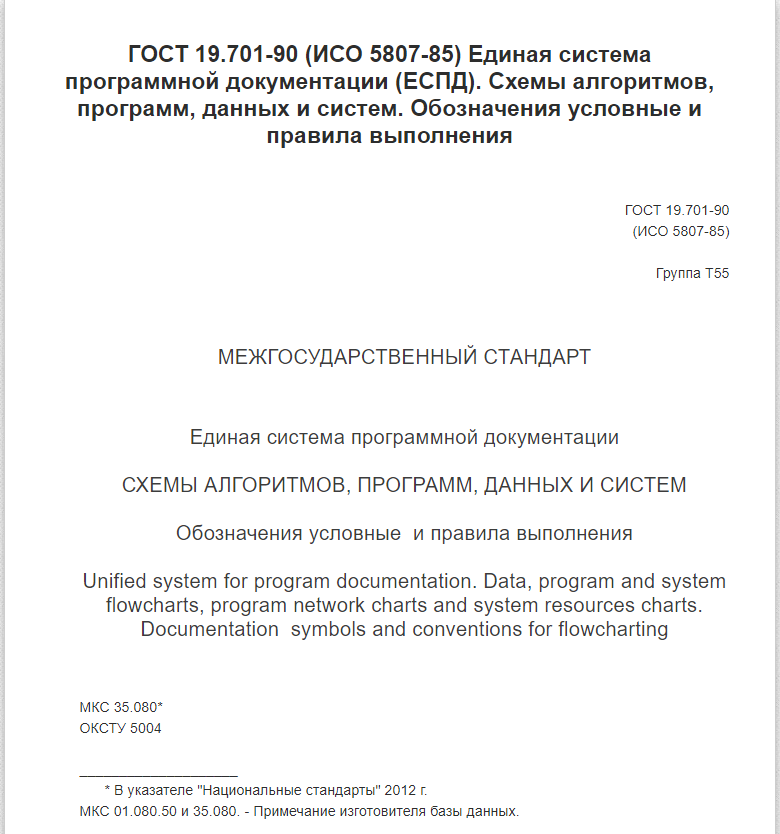 ГОСТ 19.701-90 (ИСО 5807-85) Единая система
программной документации (ЕСПД). Схемы алгоритмов,
программ, данных и систем. Обозначения условные и
правила выполнения
ГОСТ 19.701-90
(ИСО 5807-85)
Группа Т55
МЕЖГОСУДАРСТВЕННЫЙ СТАНДАРТ
Единая система программной документации
СХЕМЫ АЛГОРИТМОВ, ПРОГРАММ, ДАННЫХ И СИСТЕМ
Обозначения условные  и правила выполнения
Unified system for program documentation. Data, program and system
flowcharts, program network charts and system resources charts.
Documentation  symbols and conventions for flowcharting
МКС 35.080*
ОКСТУ 5004
____________________
* В указателе "Национальные стандарты" 2012 г.
МКС 01.080.50 и 35.080. - Примечание изготовителя базы данных.